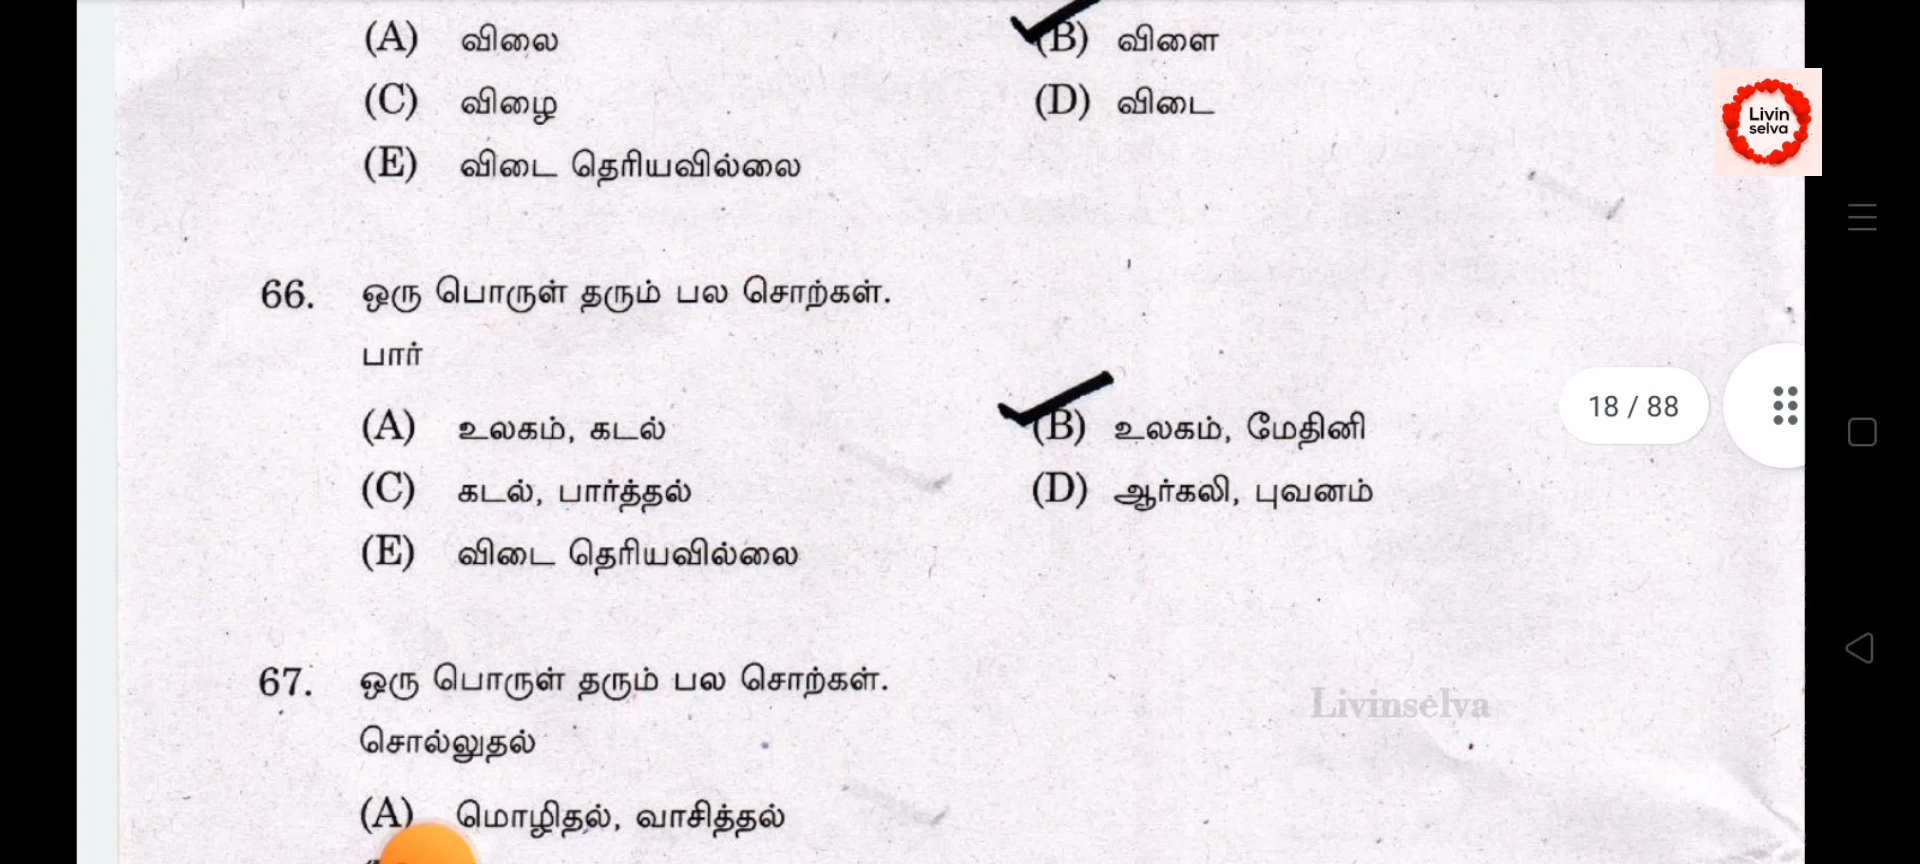 (A) விலை (B) விளை
(C) விழை (D) விடை
(E) விடை தெரியவில்லை
66. ஒரு பொருள் தரும் பல சொற்கள்.
பார்
(A) உலகம், கடல் (B) உலகம், மேதினி
(C) கடல், பார்த்தல் (D) ஆர்கலி, புவனம்
(E) விடை தெரியவில்லை
67. ஒரு பொருள் தரும் பல சொற்கள்.
சொல்லுதல்
(A) மொழிதல், வாசித்தல்
Livin
selva
18 / 88
Livinselva